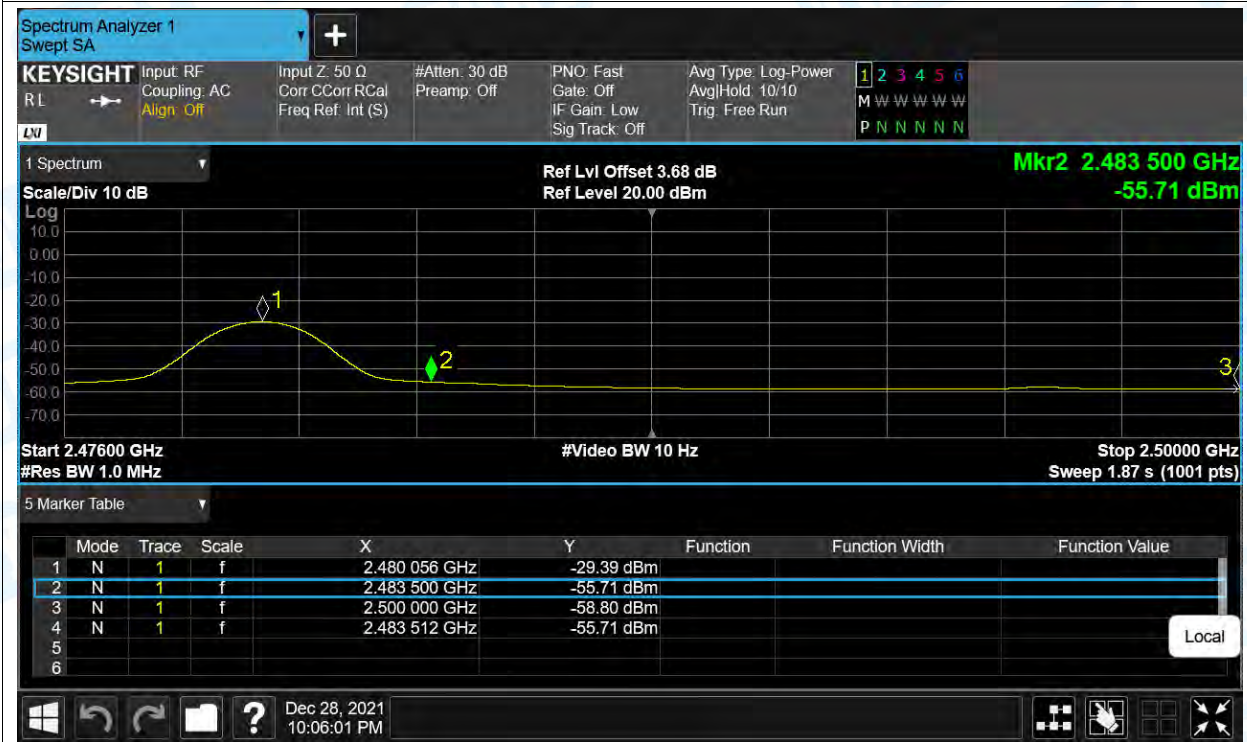 Spectrum Analyzer 1
Swept SA
+
KEYSIGHT Input: RF Input Z: 50 Ω #Atten: 30 dB PNO: Fast Avg Type: Log-Power 1 2 3 4 5 6
RL Coupling: AC Corr CCorr RCal Preamp: Off Gate: Off Avg|Hold: 10/10 M W W W W W
Align: Off Freq Ref: Int (S) IF Gain: Low Trig: Free Run
LXI Sig Track: Off P N N N N N
1 Spectrum Ref Lvl Offset 3.68 dB Mkr2 2.483 500 GHz
Scale/Div 10 dB Ref Level 20.00 dBm -55.71 dBm
Log
10.0
0.00
-10.0
-20.0 1
-30.0
-40.0
-50.0 2 3
-60.0
-70.0
Start 2.47600 GHz #Video BW 10 Hz Stop 2.50000 GHz
#Res BW 1.0 MHz Sweep 1.87 s (1001 pts)
5 Marker Table
Mode Trace Scale X Y Function Function Width Function Value
1 N 1 f 2.480 056 GHz -29.39 dBm
2 N 1 f 2.483 500 GHz -55.71 dBm
3 N 1 f 2.500 000 GHz -58.80 dBm
4 N 1 f 2.483 512 GHz -55.71 dBm
5
6
Local
? Dec 28, 2021
10:06:01 PM